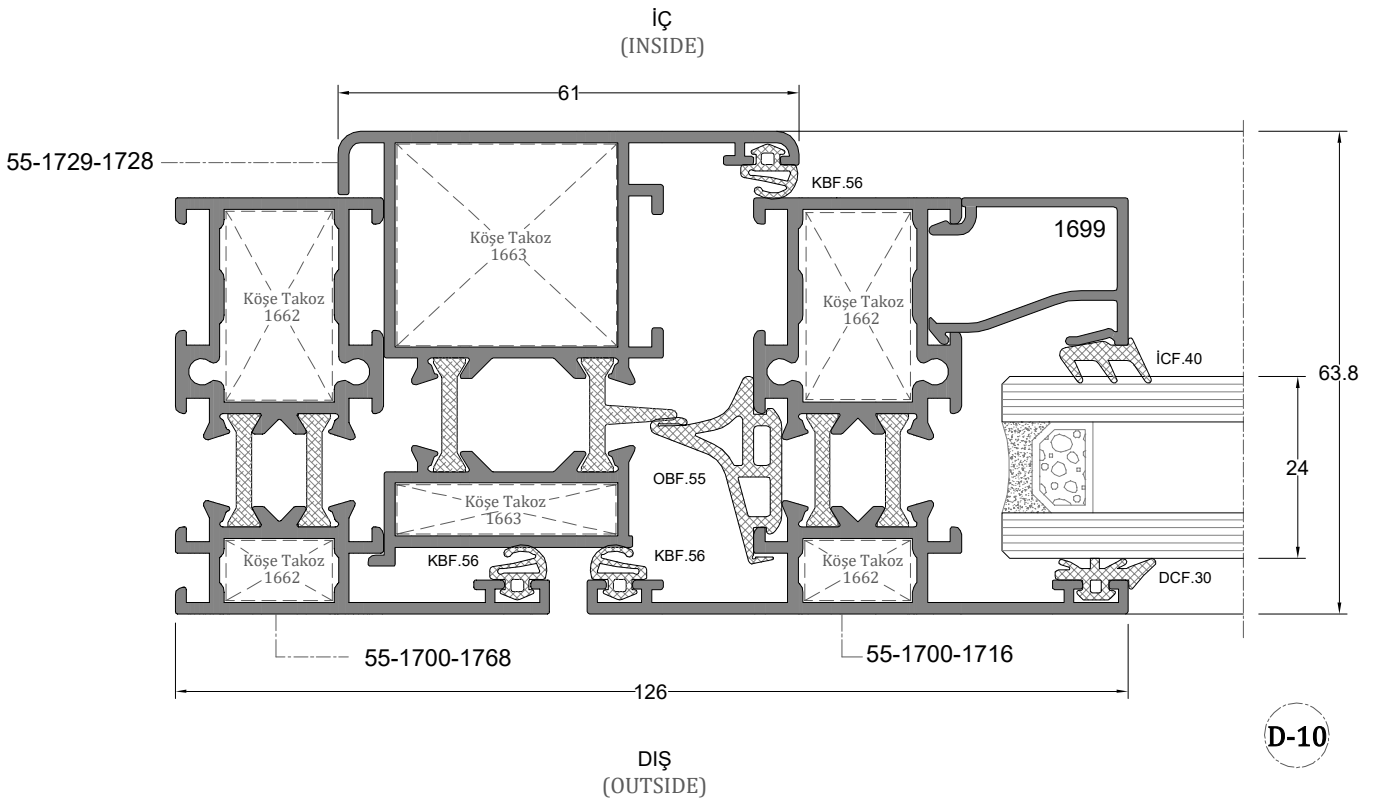 İÇ
(INSIDE)
61
55-1729-1728
KBF.56
1699
Köşe Takoz
1663
Köşe Takoz
1662
Köşe Takoz
1662
İCF.40
63.8
24
OBF.55
Köşe Takoz
1663
KBF.56
KBF.56
Köşe Takoz
1662
Köşe Takoz
1662
DCF.30
55-1700-1768
55-1700-1716
126
D-10
DIŞ
(OUTSIDE)